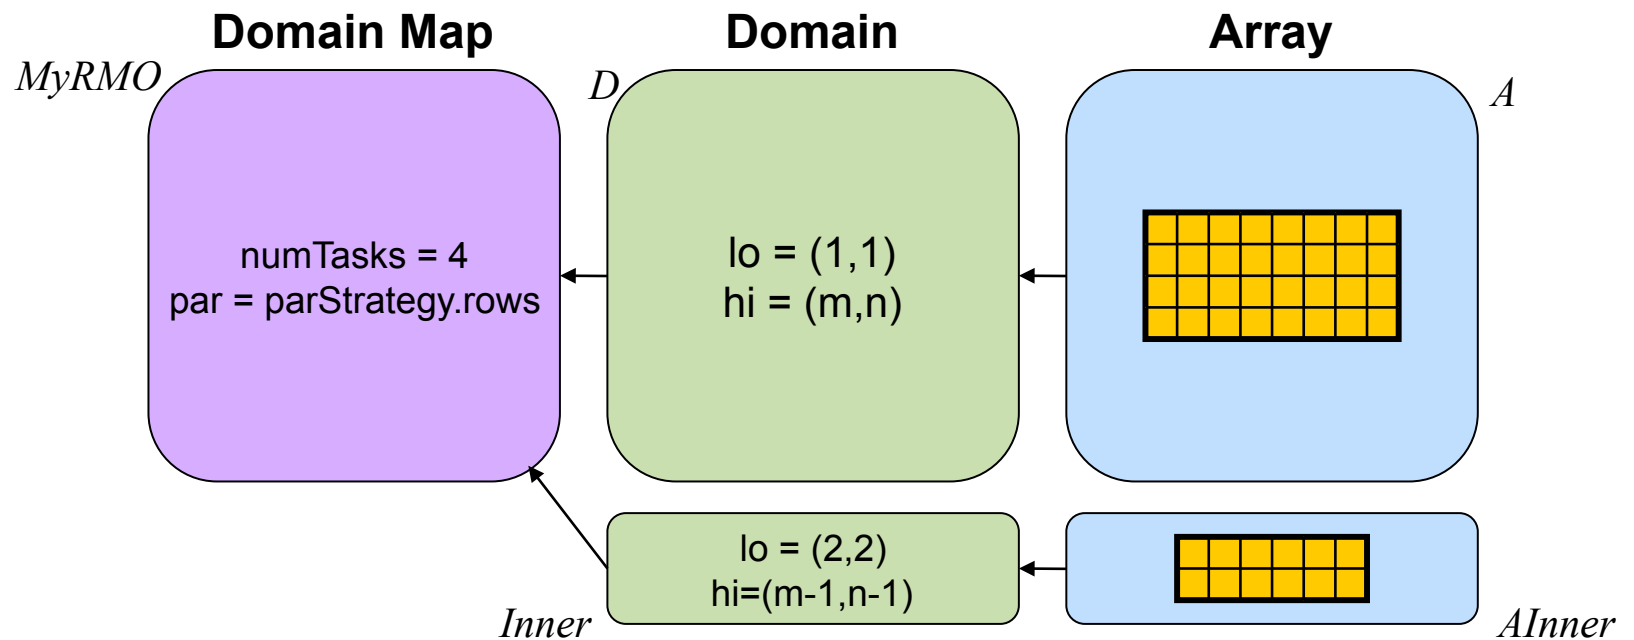 Domain Map
Domain
Array
MyRMO
D
A
numTasks = 4
par = parStrategy.rows
lo = (1,1)
hi = (m,n)
lo = (2,2)
hi=(m-1,n-1)
Inner
AInner